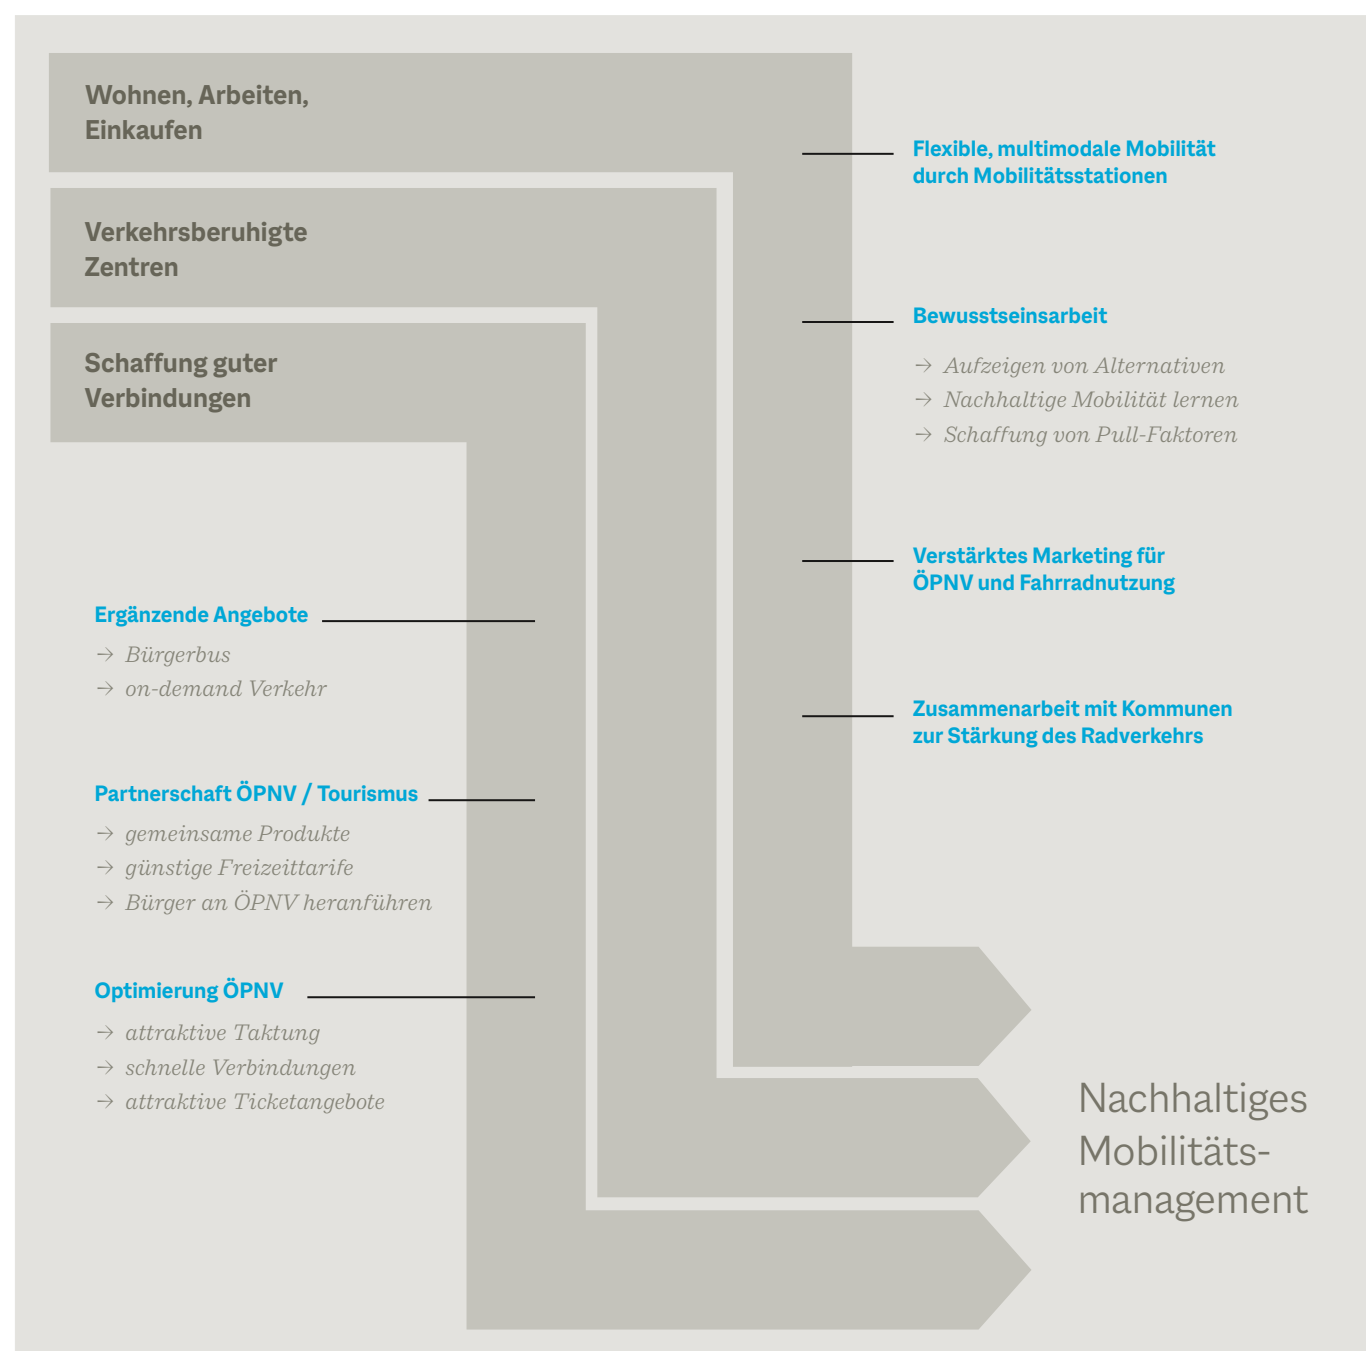 Wohnen, Arbeiten,
Einkaufen
Verkehrsberuhigte
Zentren
Schaffung guter
Verbindungen
Flexible, multimodale Mobilität
durch Mobilitätsstationen
Bewusstseinsarbeit
→ Aufzeigen von Alternativen
→ Nachhaltige Mobilität lernen
→ Schaffung von Pull-Faktoren
Verstärktes Marketing für
ÖPNV und Fahrradnutzung
Zusammenarbeit mit Kommunen
zur Stärkung des Radverkehrs
Ergänzende Angebote
→ Bürgerbus
→ on-demand Verkehr
Partnerschaft ÖPNV / Tourismus
→ gemeinsame Produkte
→ günstige Freizeittarife
→ Bürger an ÖPNV heranführen
Optimierung ÖPNV
→ attraktive Taktung
→ schnelle Verbindungen
→ attraktive Ticketangebote
Nachhaltiges
Mobilitäts-
management